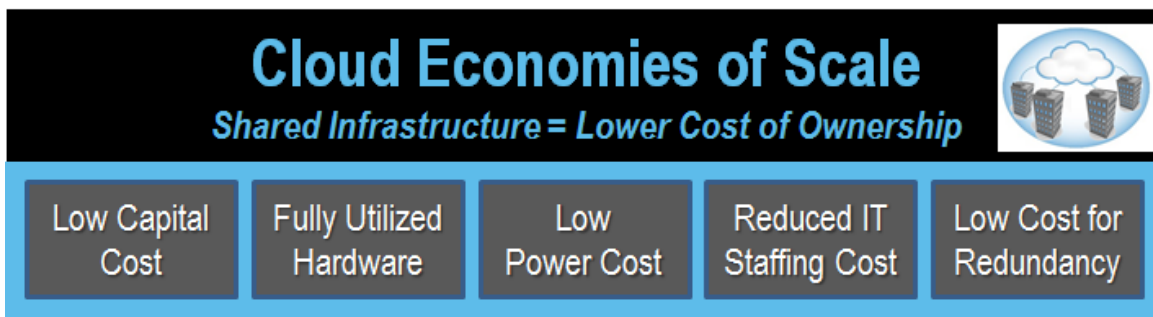 Cloud Economies of Scale
Shared Infrastructure = Lower Cost of Ownership
Low Capital
Cost
Fully Utilized
Hardware
Low
Power Cost
Reduced IT
Staffing Cost
Low Cost for
Redundancy